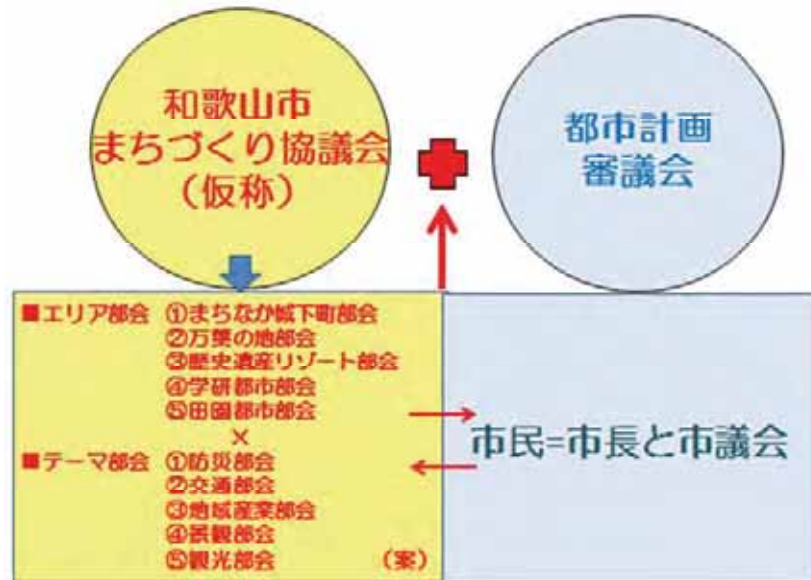 和歌山市
まちづくり協議会
(仮称)
都市計画
審議会
■エリア部会 ①まちなか城下町部会
②万葉の地部会
③歴史遺産リゾート部会
④学研都市部会
⑤田園都市部会
×
■テーマ部会 ①防災部会
②交通部会
③地域産業部会
④景観部会
⑤観光部会 (案)
市民=市長と市議会